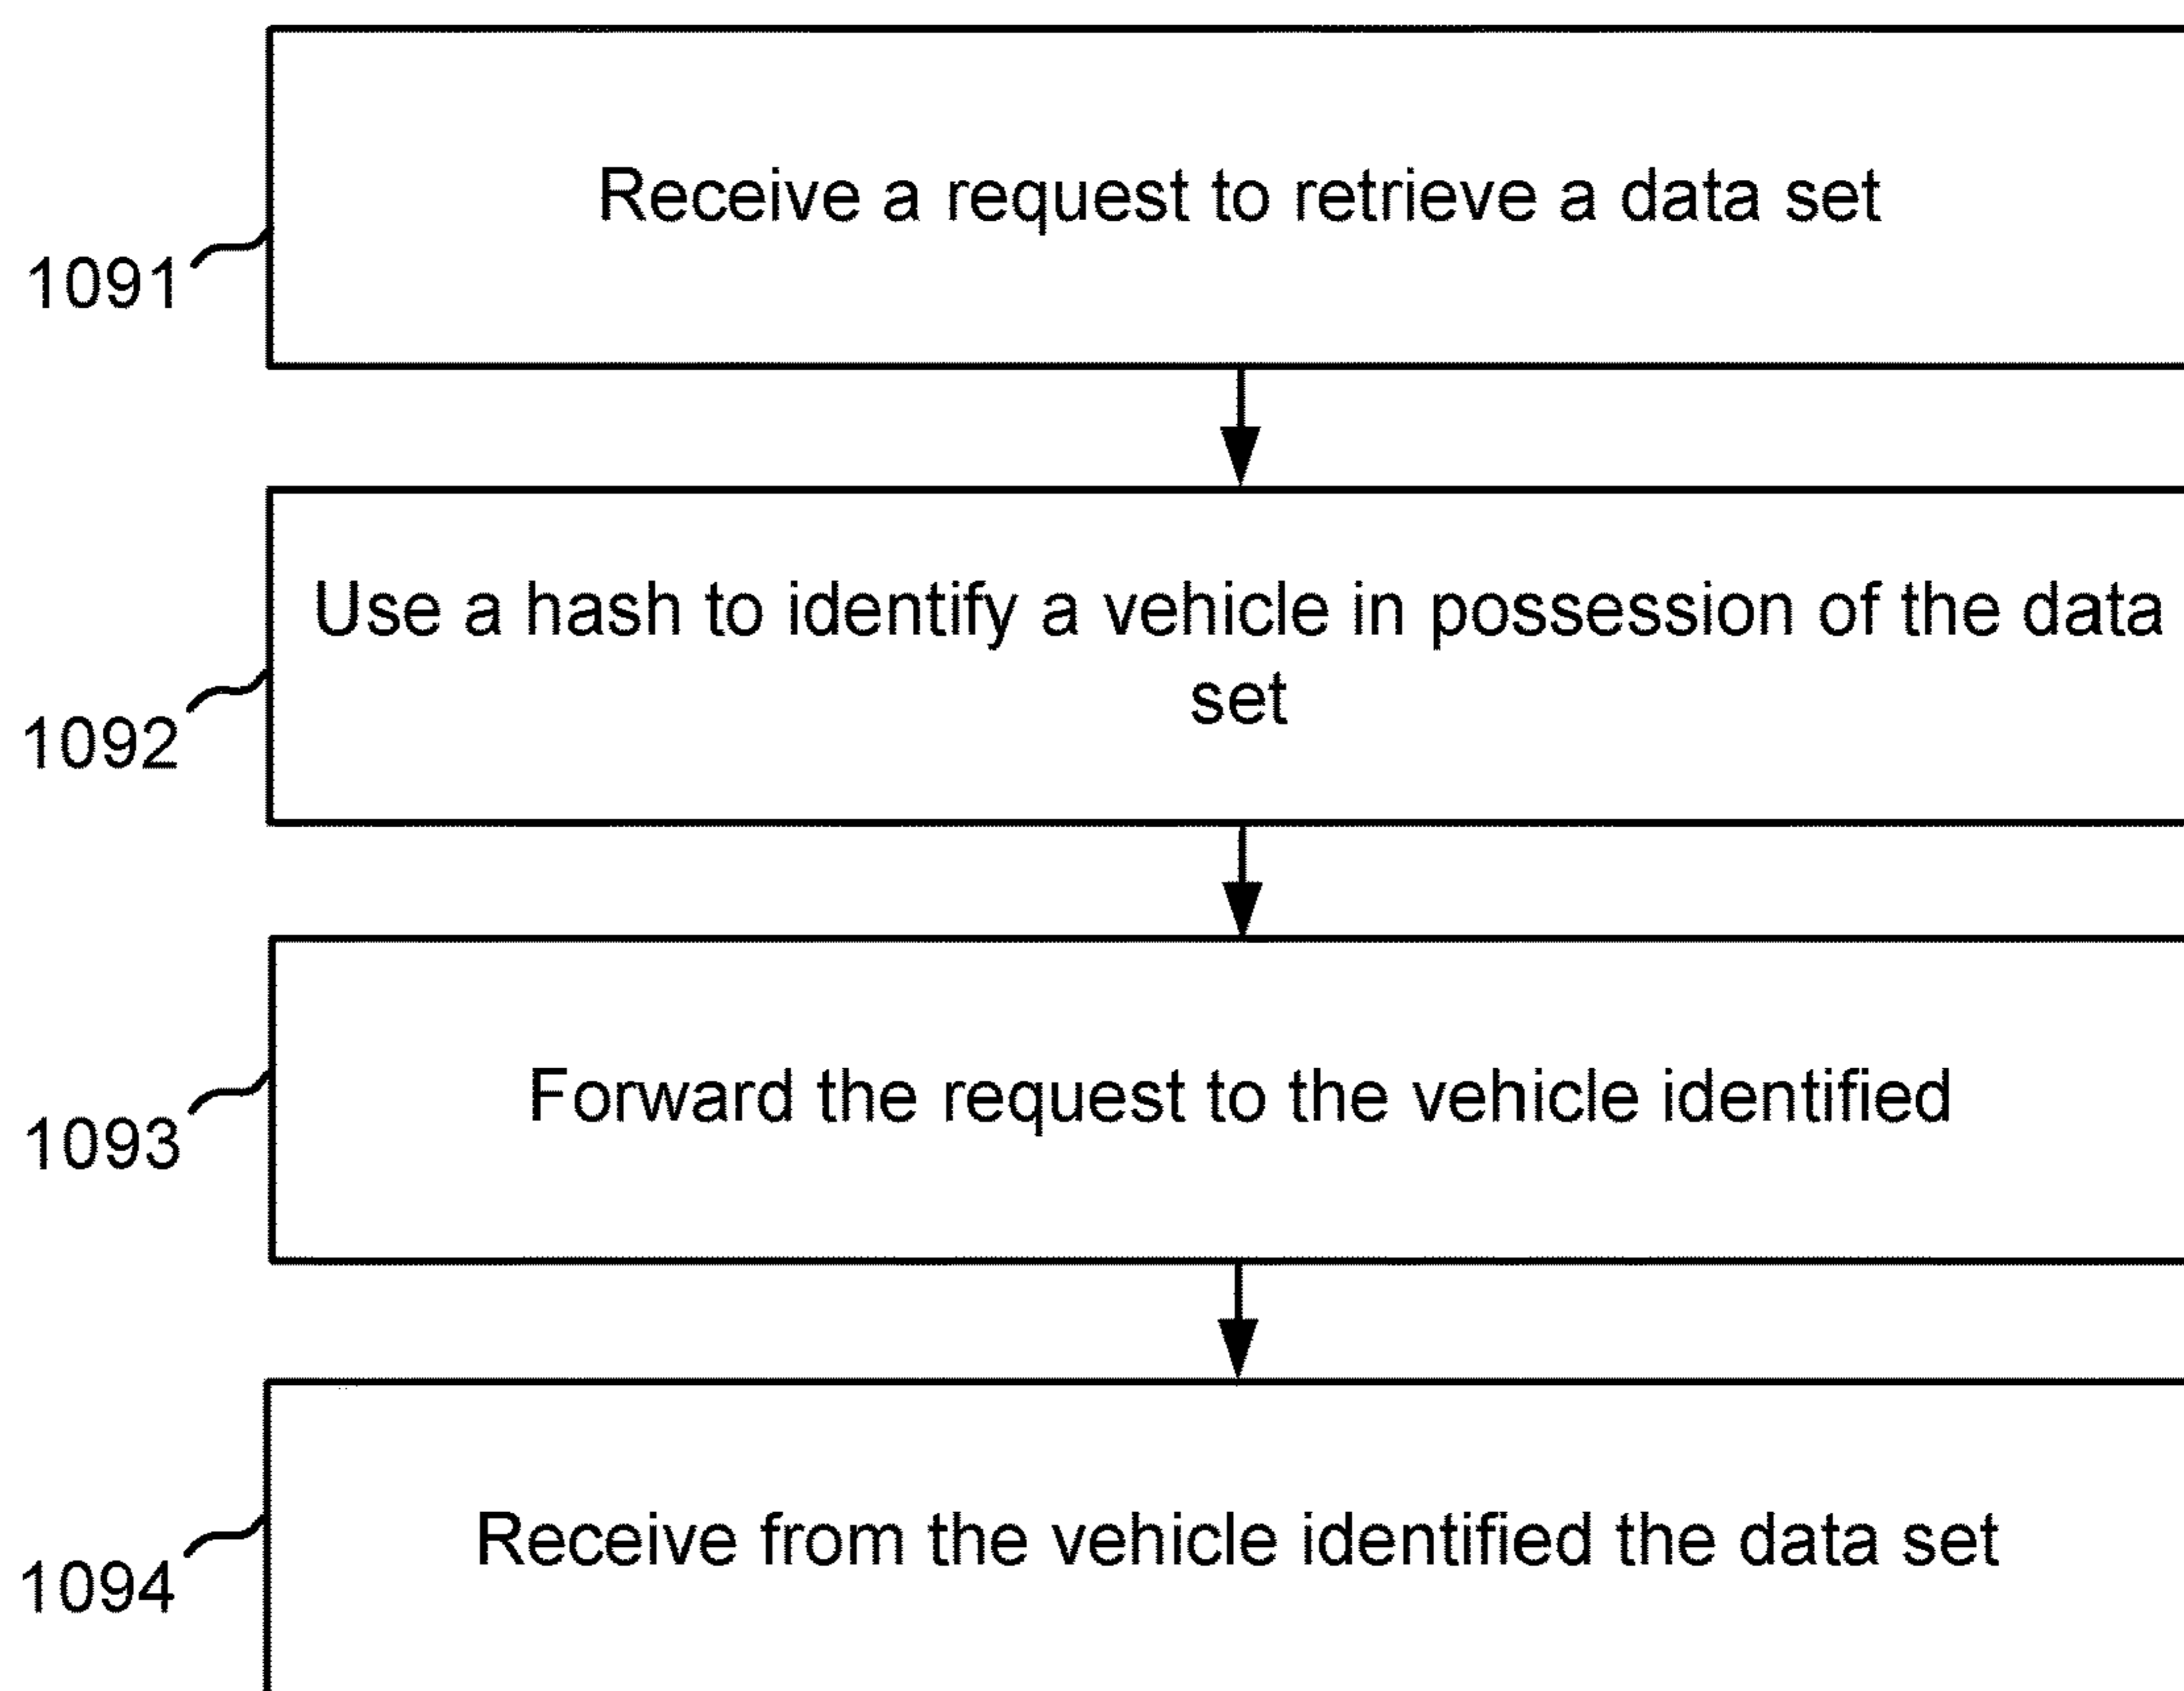 Receive a request to retrieve a data set
1091
Use a hash to identify a vehicle in possession of the data
set
1092
Forward the request to the vehicle identified
1093
Receive from the vehicle identified the data set
1094